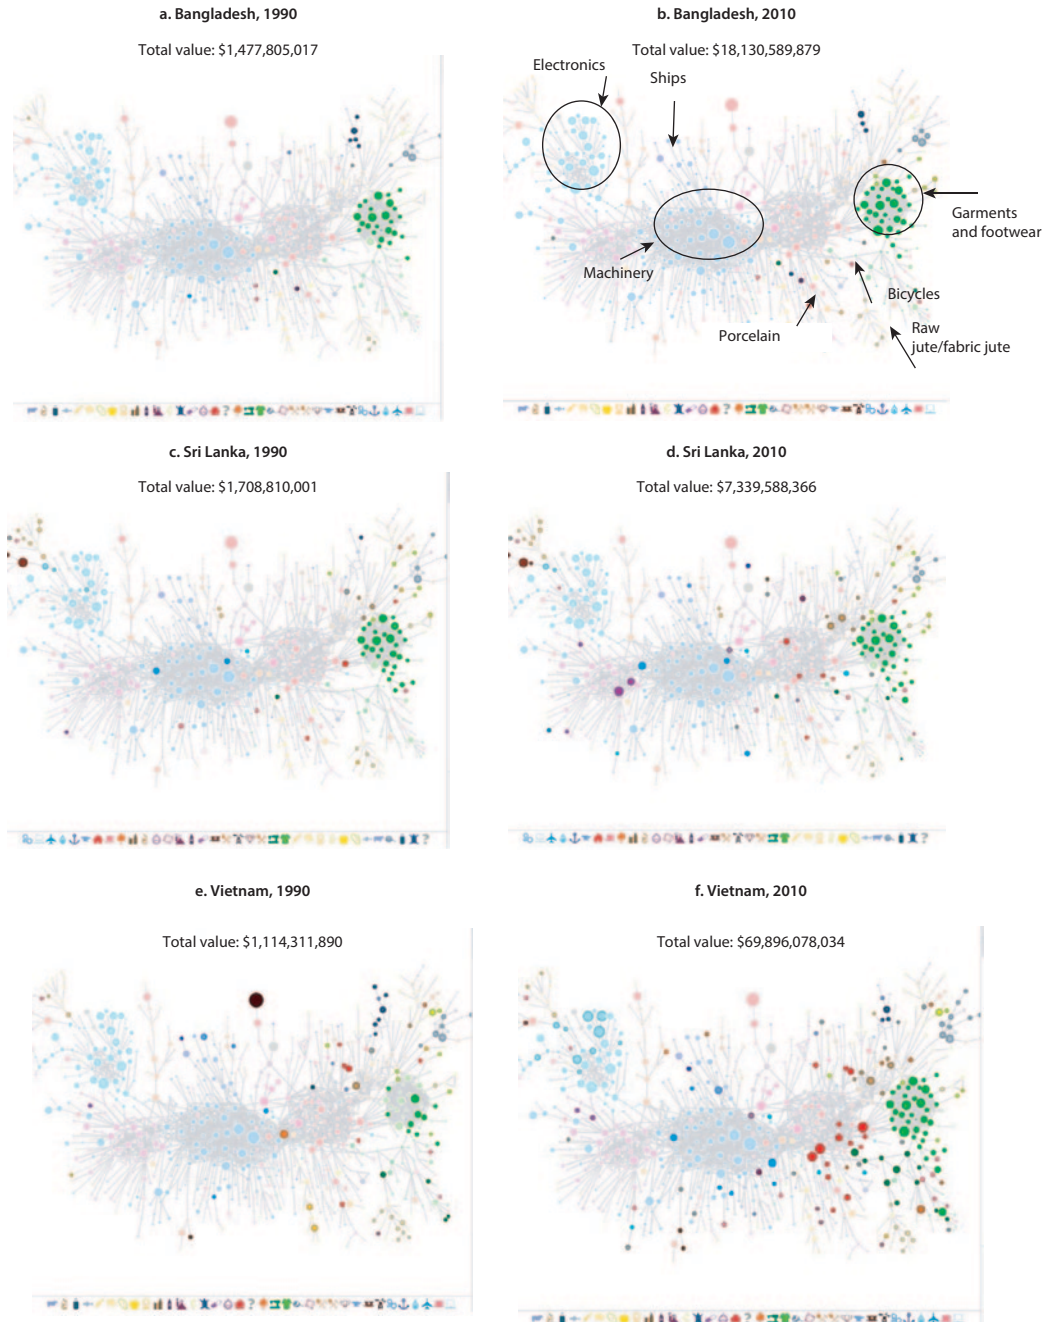 a. Bangladesh, 1990
Total value: $1,477,805,017
b. Bangladesh, 2010
Total value: $18,130,589,879
Electronics
Ships
Garments
and footwear
Machinery
Bicycles
Porcelain
Raw
jute/fabric jute
c. Sri Lanka, 1990
Total value: $1,708,810,001
d. Sri Lanka, 2010
Total value: $7,339,588,366
e. Vietnam, 1990
Total value: $1,114,311,890
f. Vietnam, 2010
Total value: $69,896,078,034